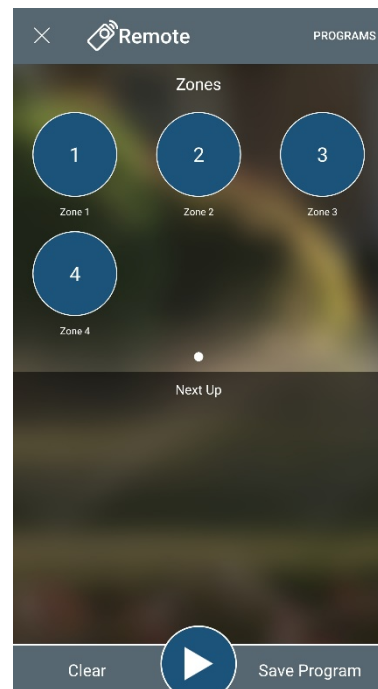 Remote
PROGRAMS
Zones
1
2
3
Zone 1
Zone 2
Zone 3
4
Zone 4
Next Up
Clear
Save Program